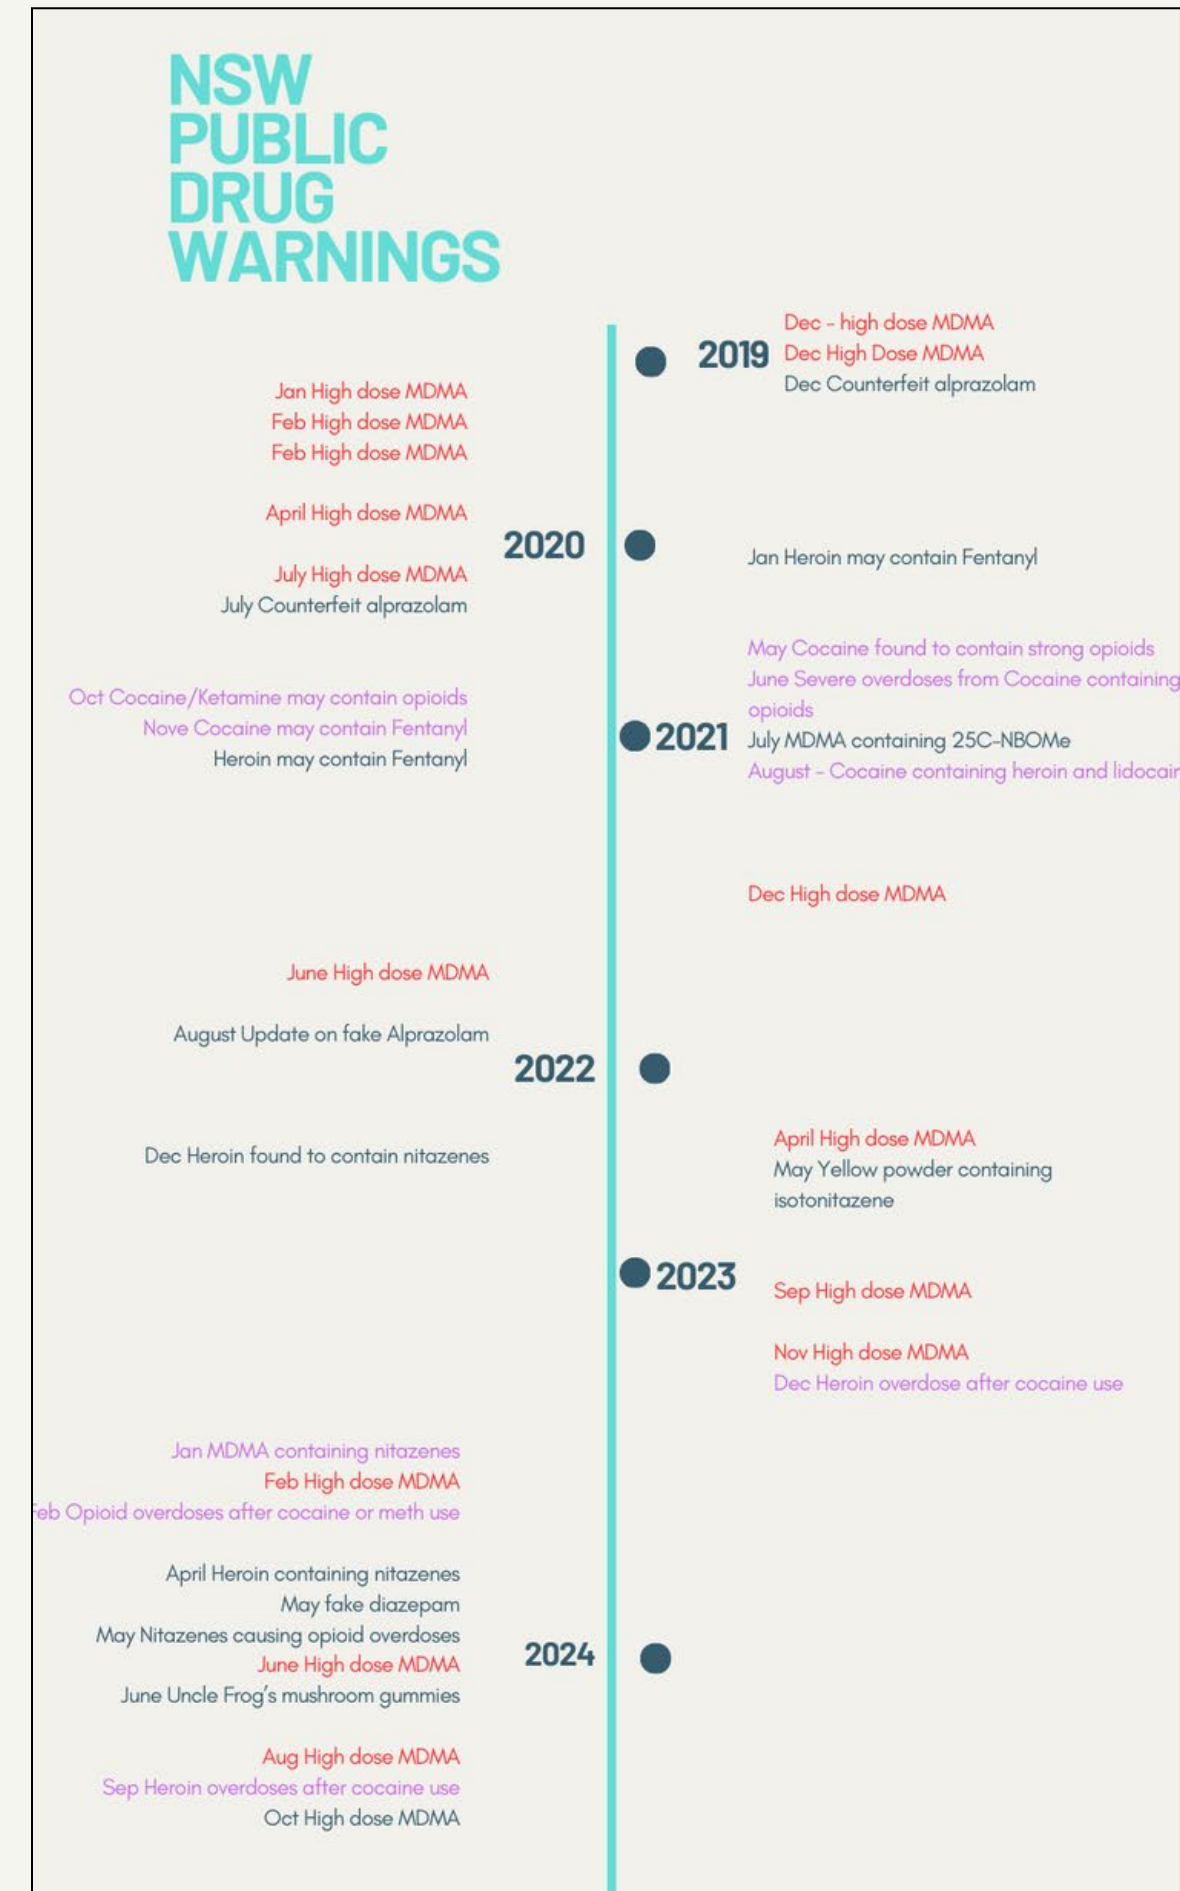 NSW
PUBLIC
DRUG
WARNINGS
2019
Dec - high dose MDMA
Dec High Dose MDMA
Dec Counterfeit alprazolam
Jan High dose MDMA
Feb High dose MDMA
Feb High dose MDMA
April High dose MDMA
2020
July High dose MDMA
July Counterfeit alprazolam
Oct Cocaine/Ketamine may contain opioids
Nove Cocaine may contain Fentanyl
Heroin may contain Fentanyl
Jan Heroin may contain Fentanyl
May Cocaine found to contain strong opioids
June Severe overdoses from Cocaine containing
opioids
2021
July MDMA containing 25C-NBOMe
August - Cocaine containing heroin and lidocain
Dec High dose MDMA
June High dose MDMA
August Update on fake Alprazolam
2022
Dec Heroin found to contain nitazenes
April High dose MDMA
May Yellow powder containing
isotonitazene
2023
Sep High dose MDMA
Nov High dose MDMA
Dec Heroin overdose after cocaine use
Jan MDMA containing nitazenes
Feb High dose MDMA
Feb Opioid overdoses after cocaine or meth use
April Heroin containing nitazenes
May fake diazepam
May Nitazenes causing opioid overdoses
2024
June High dose MDMA
June Uncle Frog's mushroom gummies
Aug High dose MDMA
Sep Heroin overdoses after cocaine use
Oct High dose MDMA